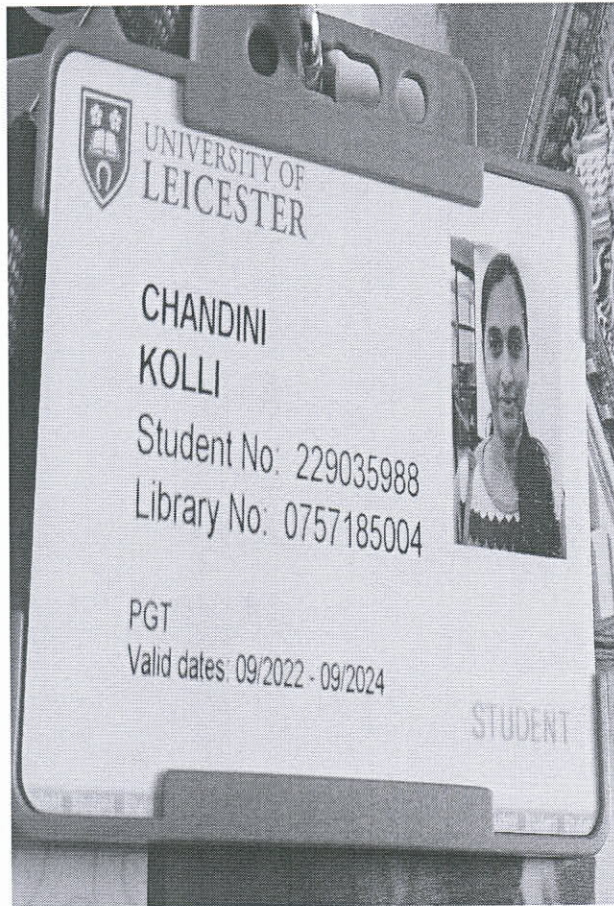 UNIVERSITY OF
LEICESTER
CHANDINI
KOLLI
Student No: 229035988
Library No: 0757185004
PGT
Valid dates: 09/2022 - 09/2024
STUDENT